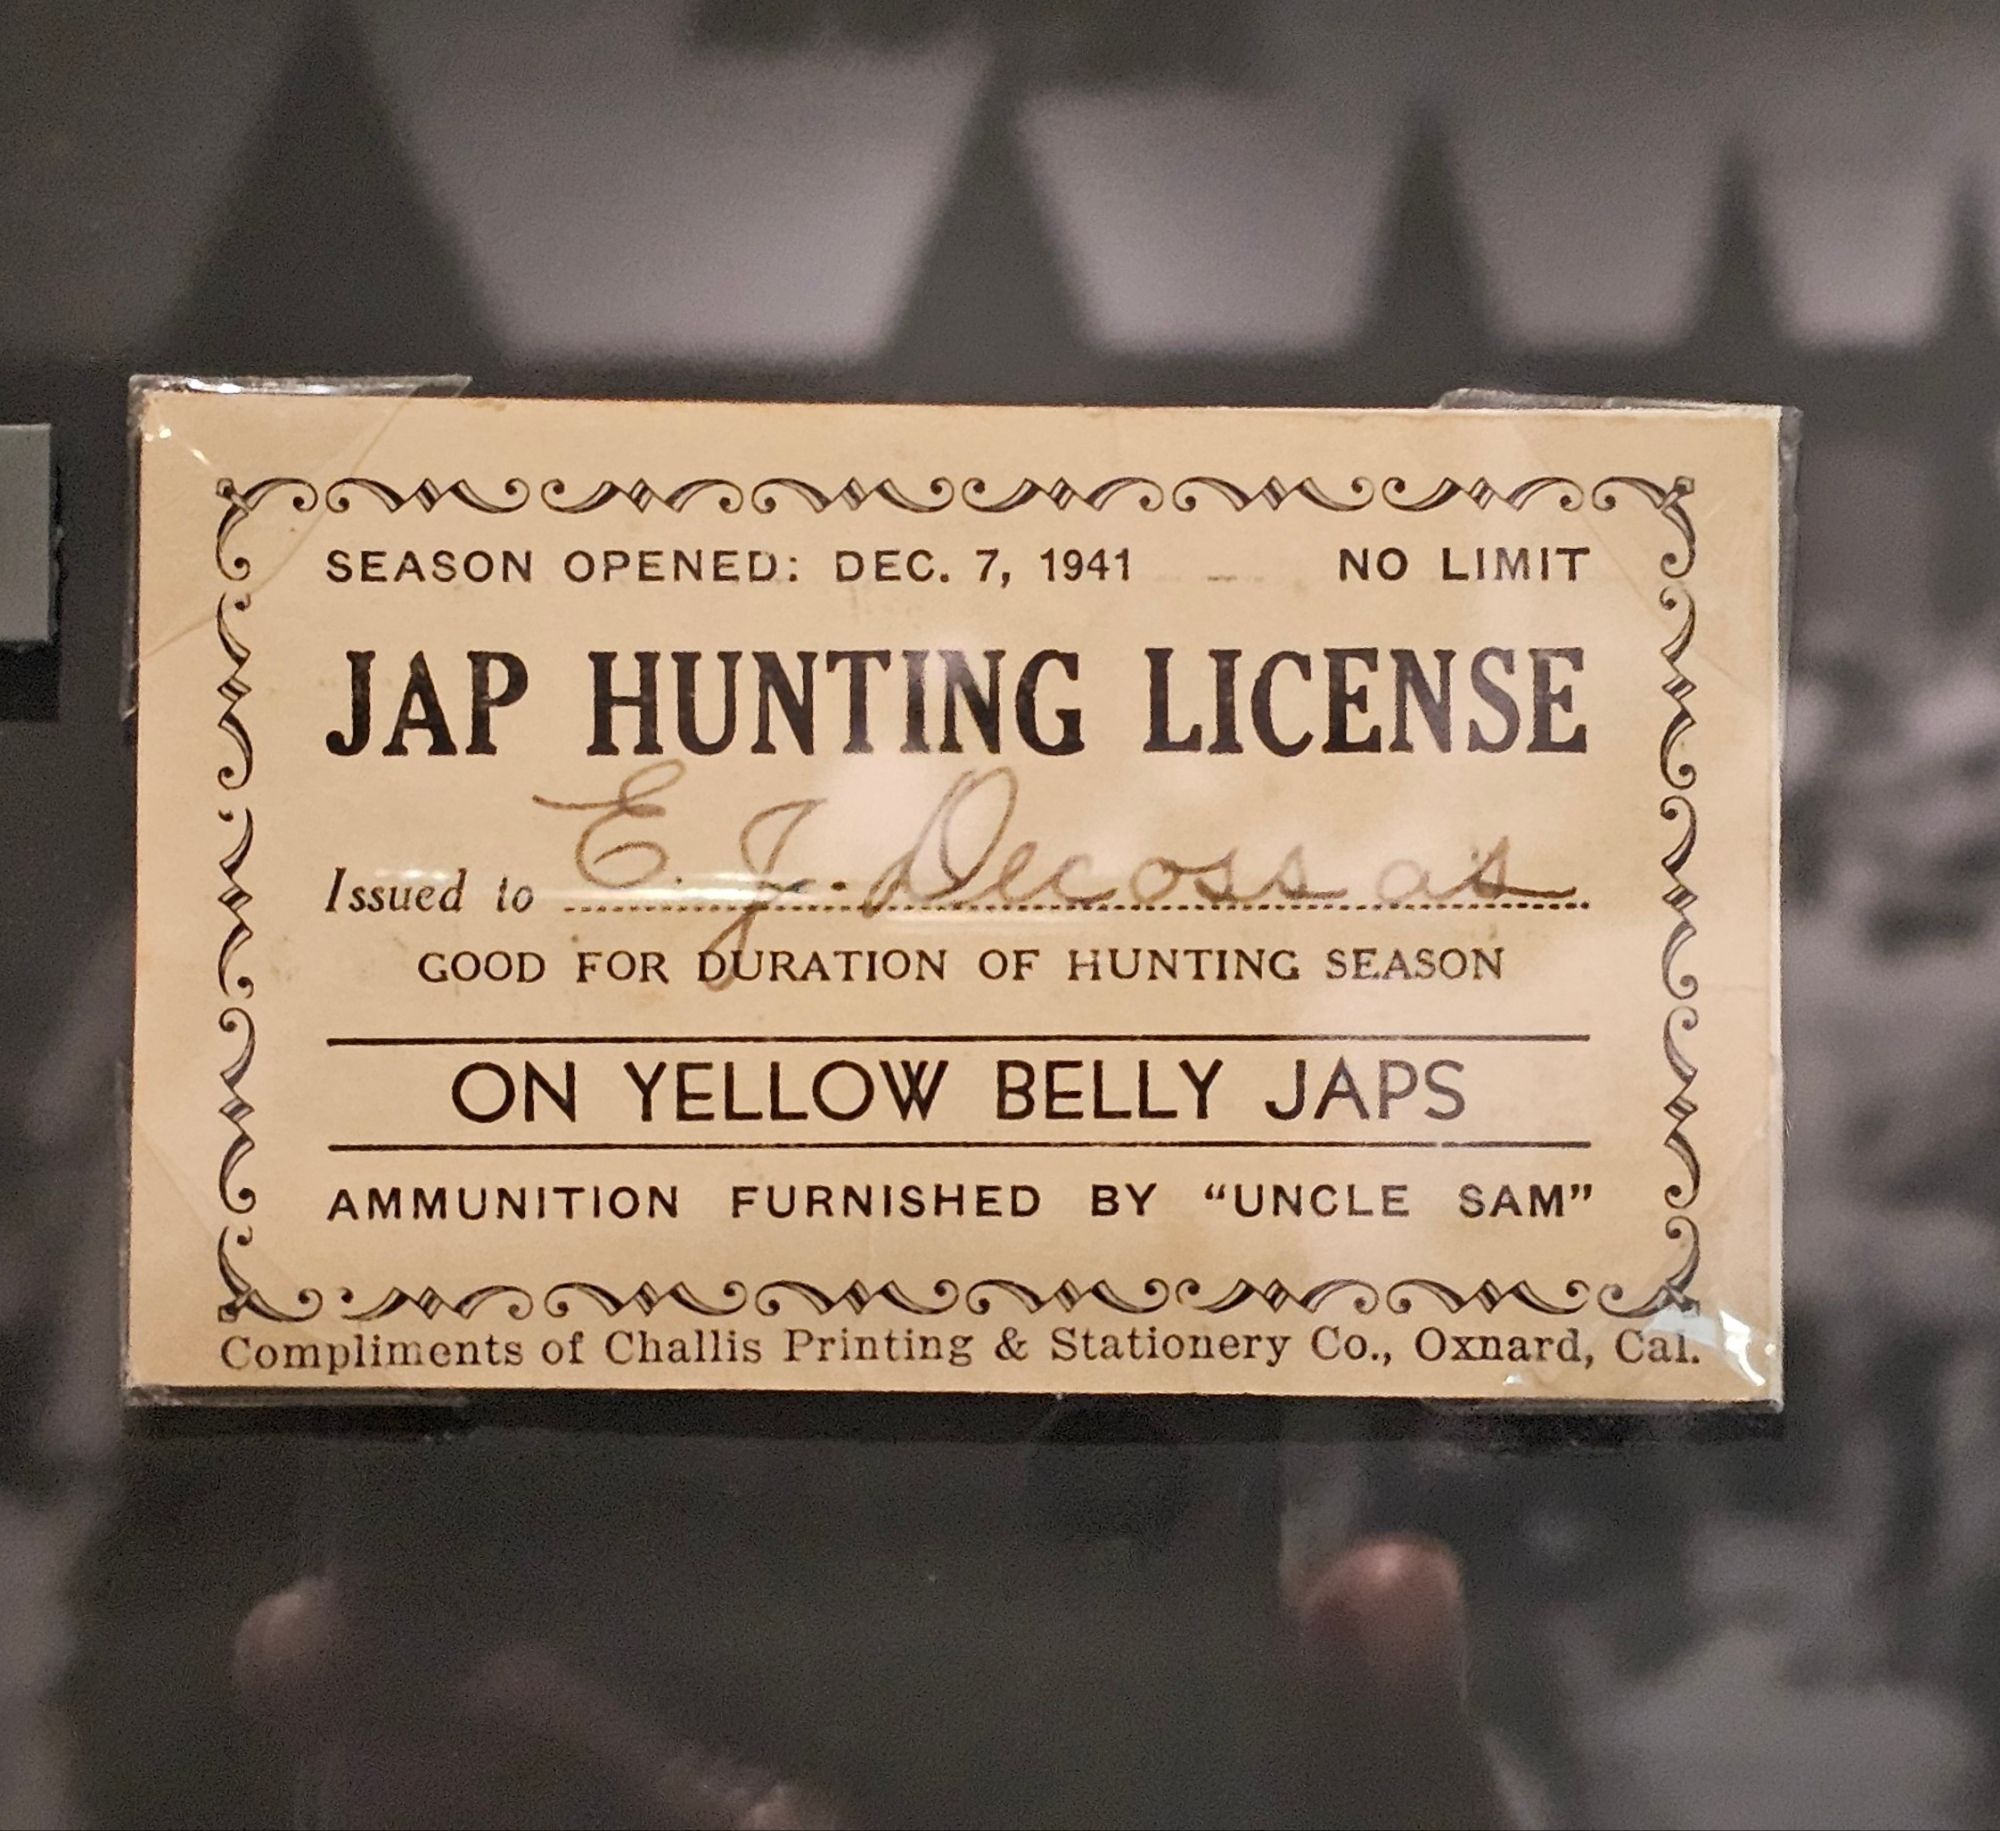 SEASON OPENED: DEC. 7, 1941 NO LIMIT
JAP HUNTING LICENSE
Issued to E. J. Decossas
GOOD FOR DURATION OF HUNTING SEASON
ON YELLOW BELLY JAPS
AMMUNITION FURNISHED BY "UNCLE SAM"
Compliments of Challis Printing & Stationery Co., Oxnard, Cal.